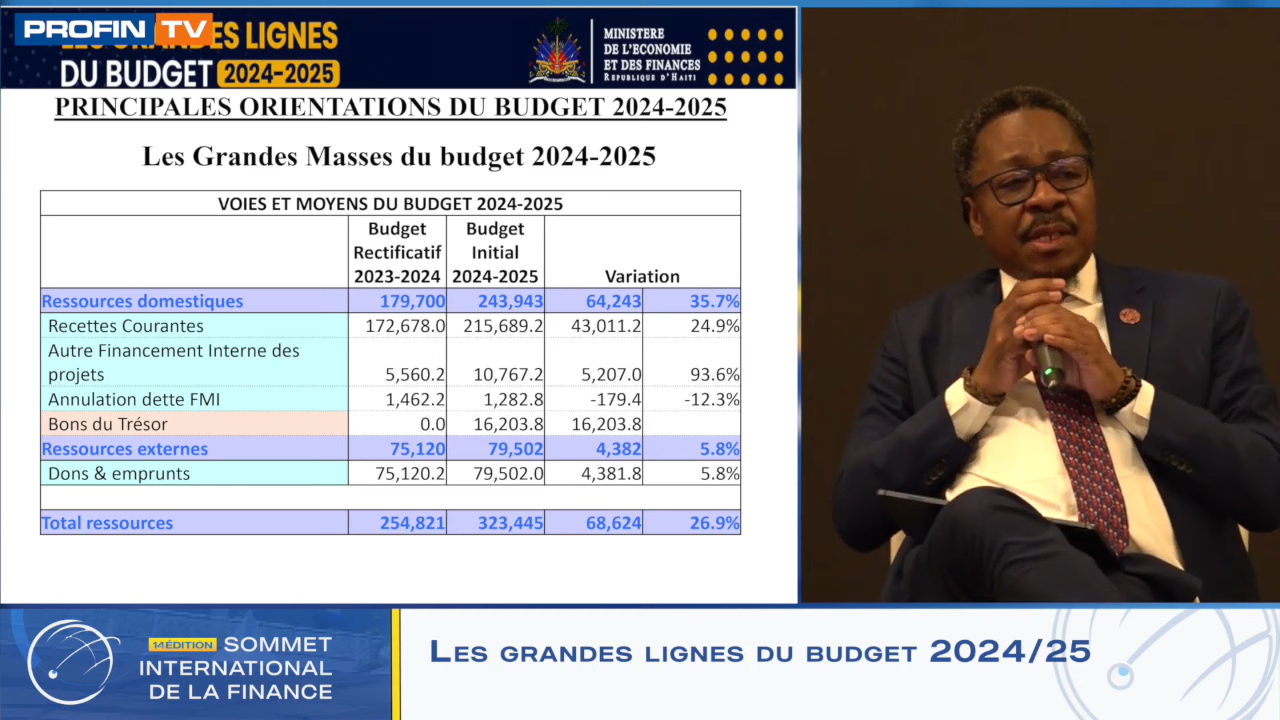 PROFIN TV
LES GRANDES LIGNES
DU BUDGET 2024-2025
MINISTERE
DE L'ECONOMIE
ET DES FINANCES
REPUBLIQUE D'HAITI
PRINCIPALES ORIENTATIONS DU BUDGET 2024-2025
Les Grandes Masses du budget 2024-2025
VOIES ET MOYENS DU BUDGET 2024-2025
Budget Rectificatif 2023-2024 Budget Initial 2024-2025 Variation
Ressources domestiques 179,700 243,943 64,243 35.7%
Recettes Courantes 172,678.0 215,689.2 43,011.2 24.9%
Autre Financement Interne des
projets 5,560.2 10,767.2 5,207.0 93.6%
Annulation dette FMI 1,462.2 1,282.8 -179.4 -12.3%
Bons du Trésor 0.0 16,203.8 16,203.8
Ressources externes 75,120 79,502 4,382 5.8%
Dons & emprunts 75,120.2 79,502.0 4,381.8 5.8%
Total ressources 254,821 323,445 68,624 26.9%
14ÉDITION SOMMET
INTERNATIONAL
DE LA FINANCE
LES GRANDES LIGNES DU BUDGET 2024/25